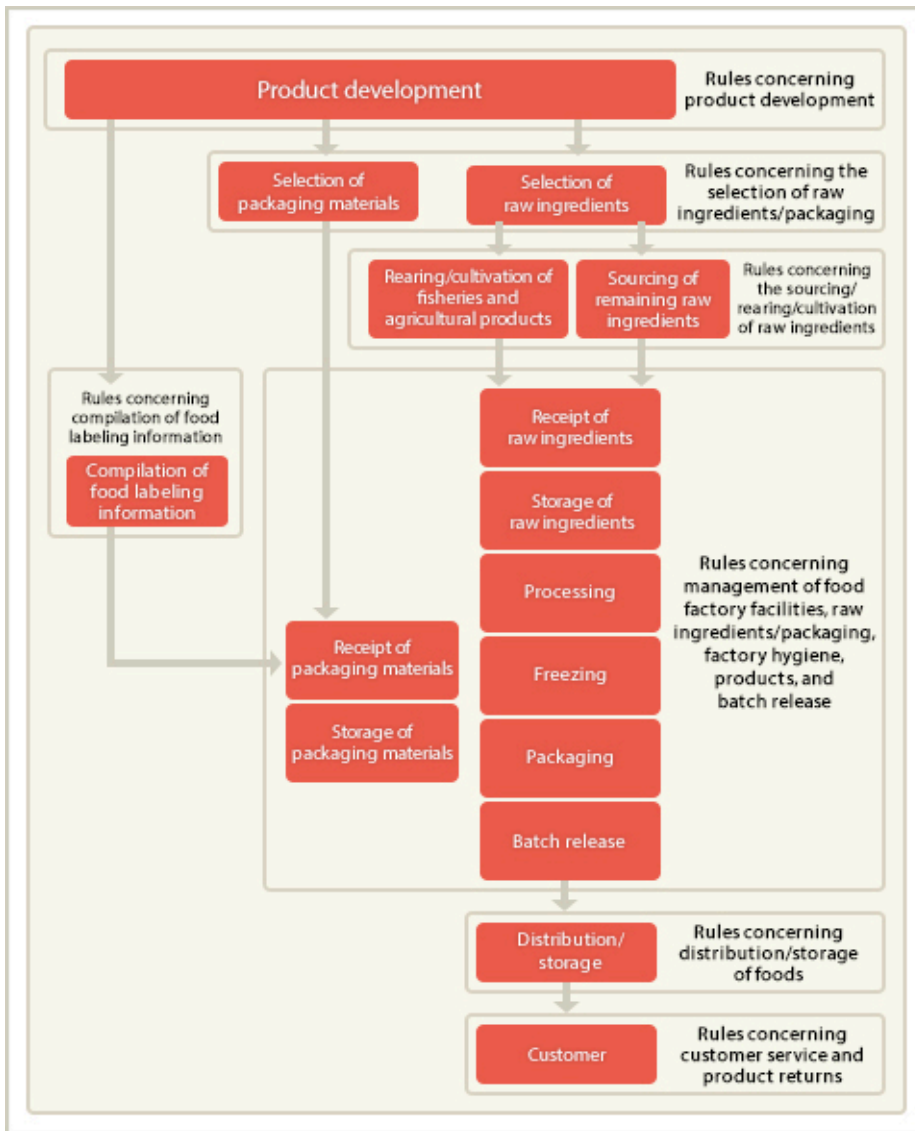 Product development
Rules concerning
product development
Selection of
packaging materials
Selection of
raw ingredients
Rules concerning the
selection of raw
ingredients/packaging
Rearing/cultivation of
fisheries and
agricultural products
Sourcing of
remaining raw
ingredients
Rules concerning
the sourcing/
rearing/cultivation
of raw ingredients
Rules concerning
compilation of food
labeling information
Compilation of
food labeling
information
Receipt of
raw ingredients
Storage of
raw ingredients
Processing
Freezing
Packaging
Batch release
Receipt of
packaging materials
Storage of
packaging materials
Rules concerning
management of food
factory facilities, raw
ingredients/packaging,
factory hygiene,
products, and
batch release
Distribution/
storage
Rules concerning
distribution/storage
of foods
Customer
Rules concerning
customer service and
product returns